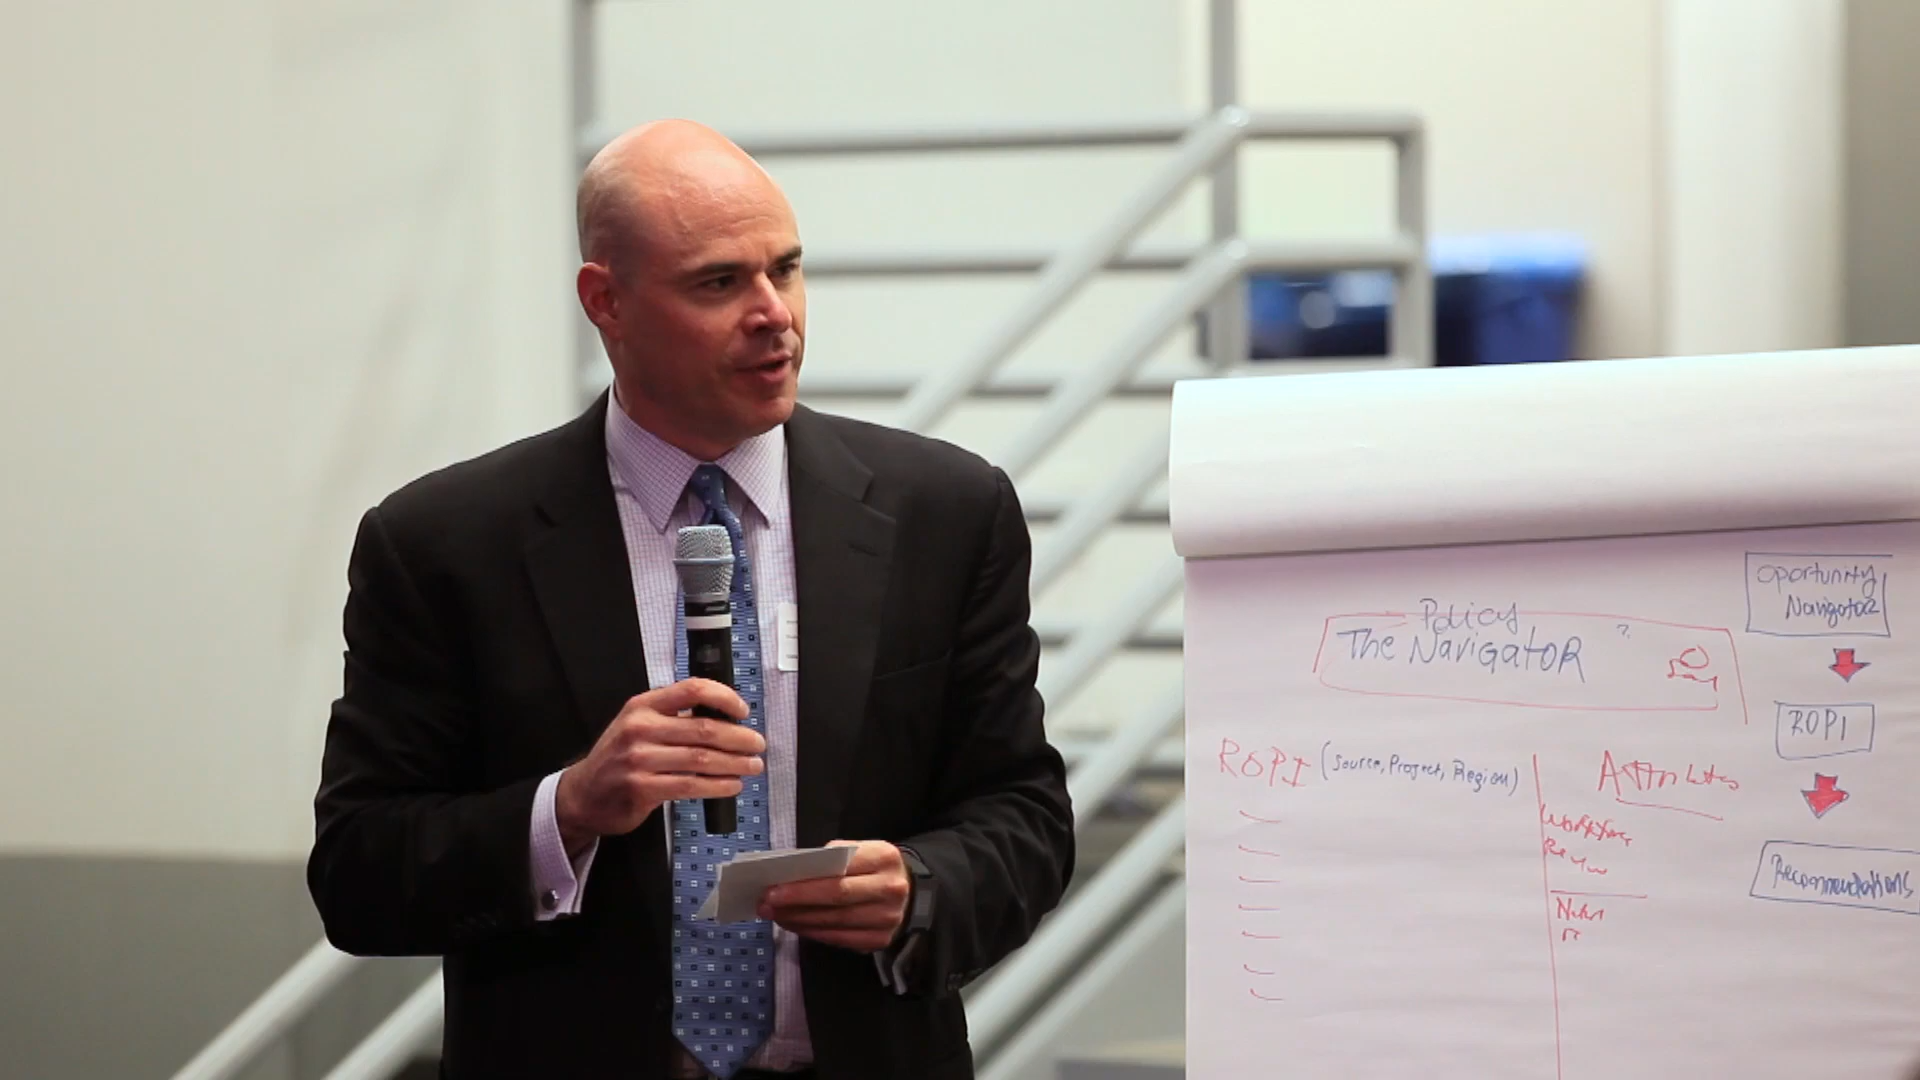 Policy
The Navigator
ROPI (Source, Project, Region)
Attributes
Oportunity
Navigator
ROPI
Recommendations